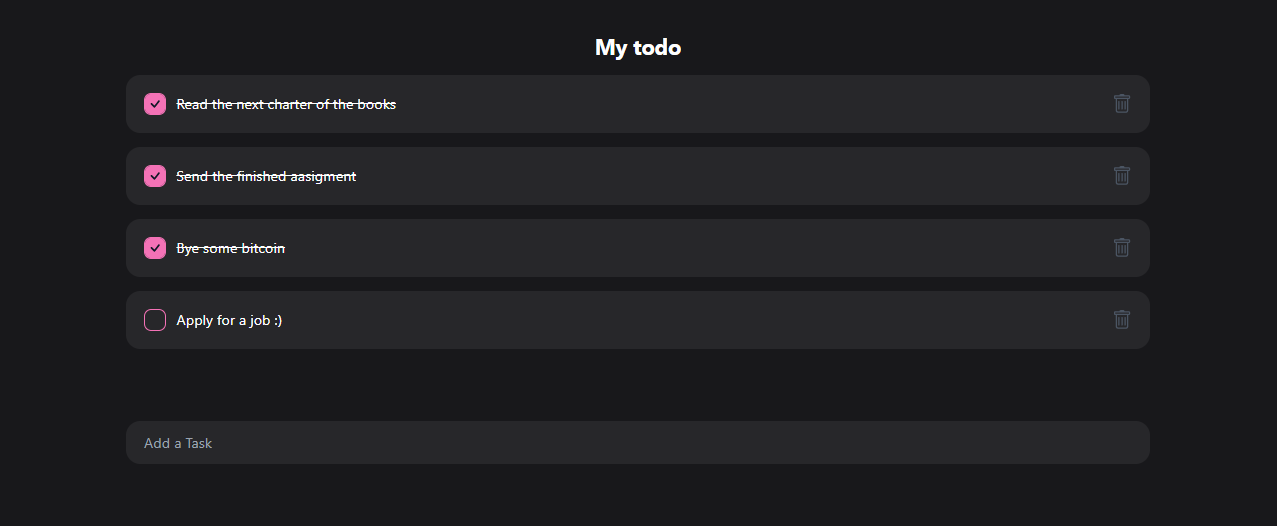 My todo
Read the next charter of the books
Send the finished aasigment
Bye some bitcoin
Apply for a job :)
Add a Task